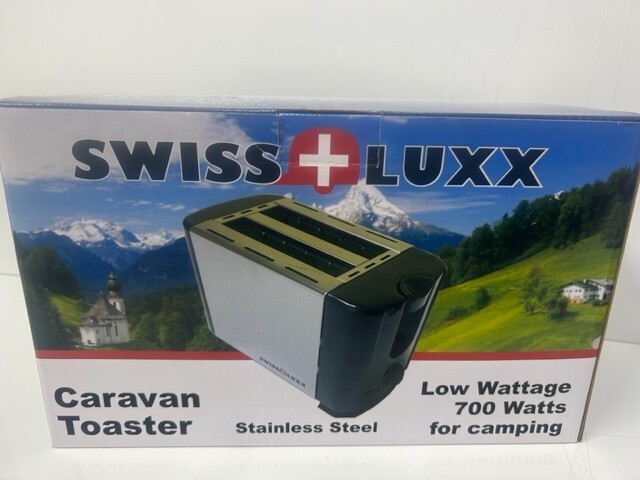 SWISS LUXX
SWISS LUXX
Caravan
Toaster
Stainless Steel
Low Wattage
700 Watts
for camping